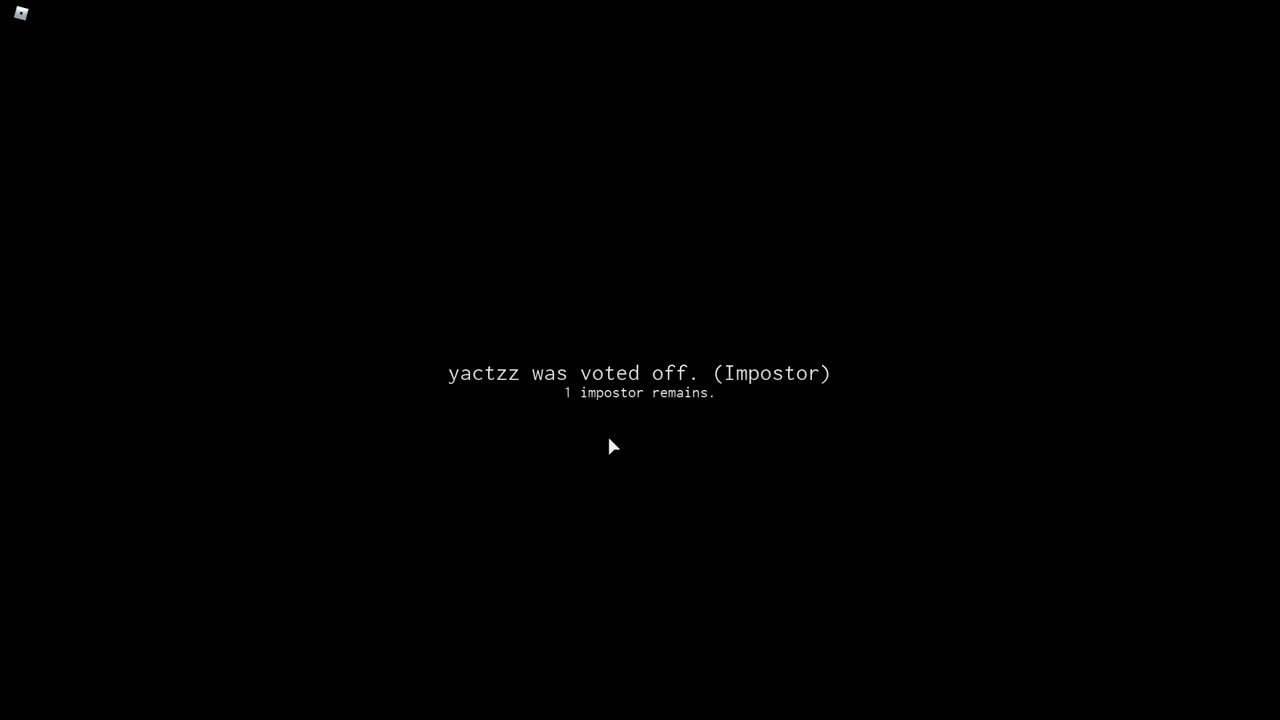 yactzz was voted off. (Impostor)
1 impostor remains.